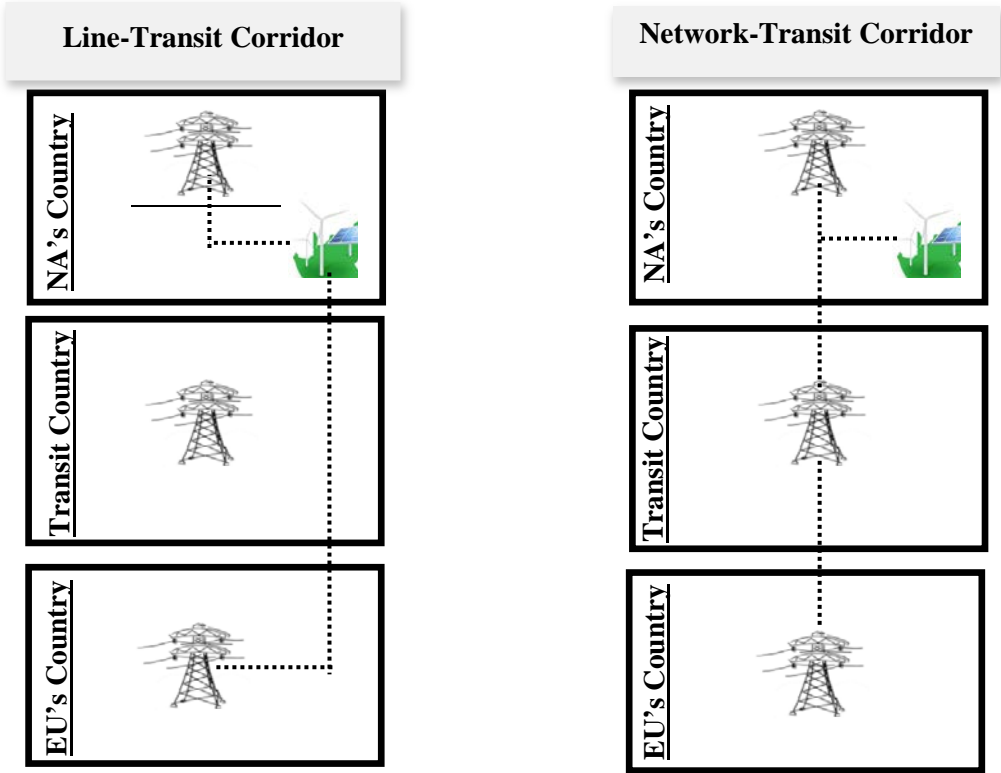 Line-Transit Corridor
NA's Country
Transit Country
EU's Country
Network-Transit Corridor
NA's Country
Transit Country
EU's Country